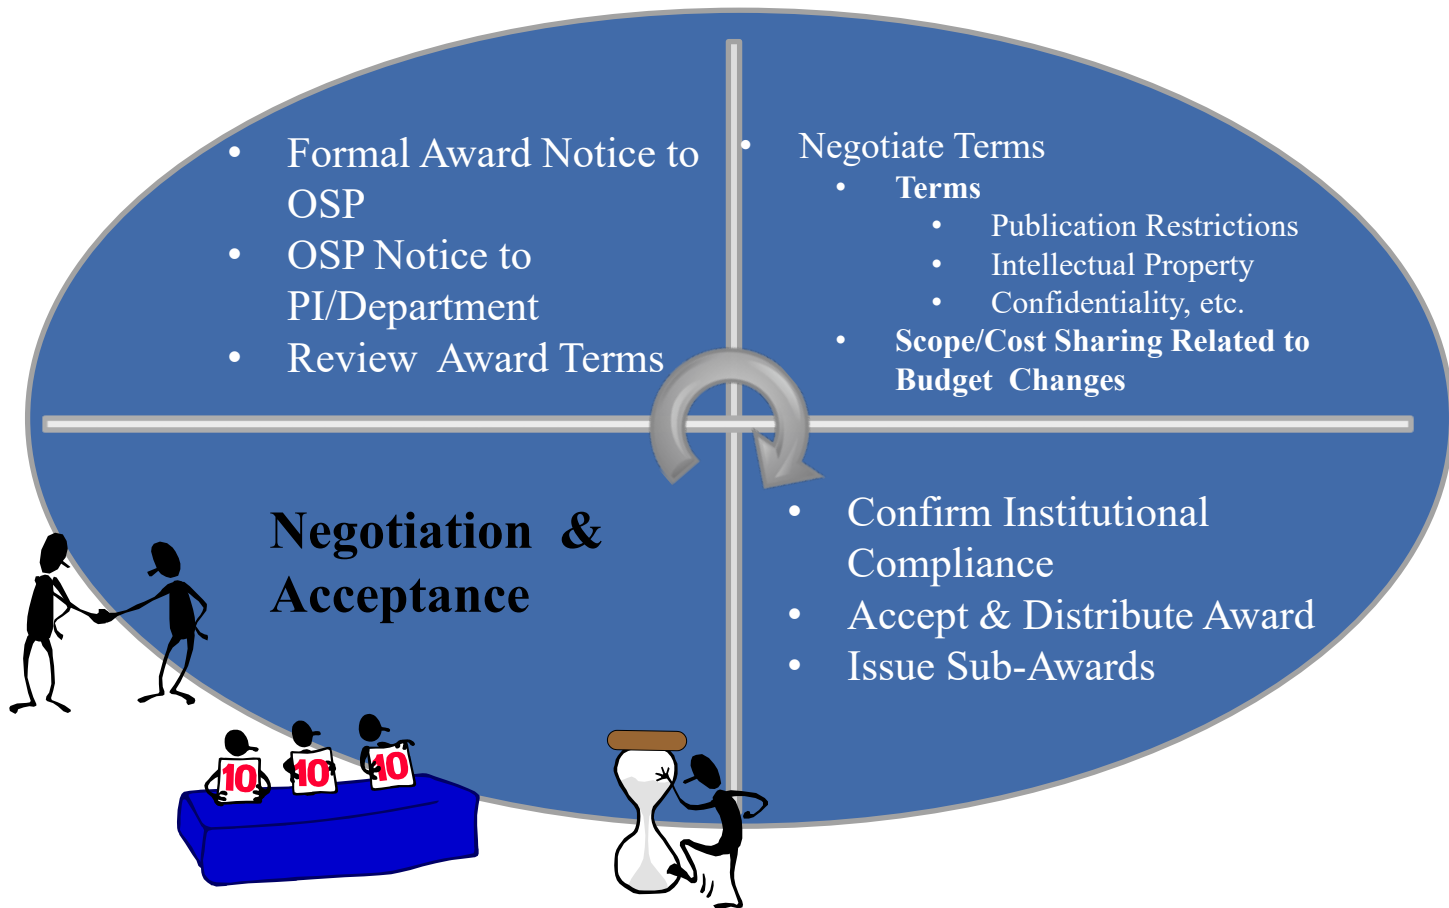 • Formal Award Notice to
OSP
• OSP Notice to
PI/Department
• Review Award Terms
• Negotiate Terms
• Terms
• Publication Restrictions
• Intellectual Property
• Confidentiality, etc.
• Scope/Cost Sharing Related to
Budget Changes
Negotiation &
Acceptance
• Confirm Institutional
Compliance
• Accept & Distribute Award
• Issue Sub-Awards
10
10
10